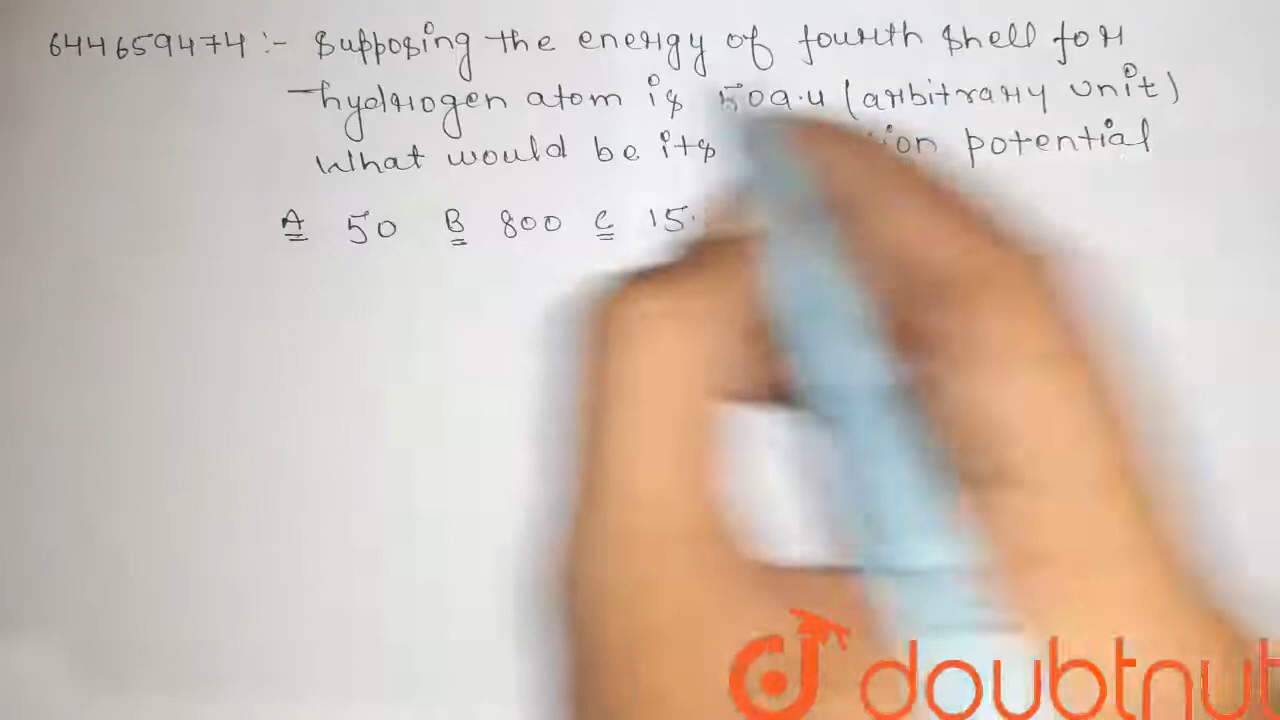 644659474:- Supposing the energy of fourth shell for
hydrogen atom is 50a.u (arbitrary unit)
What would be its potential
A 50 B 800 C 15.
doubtnut